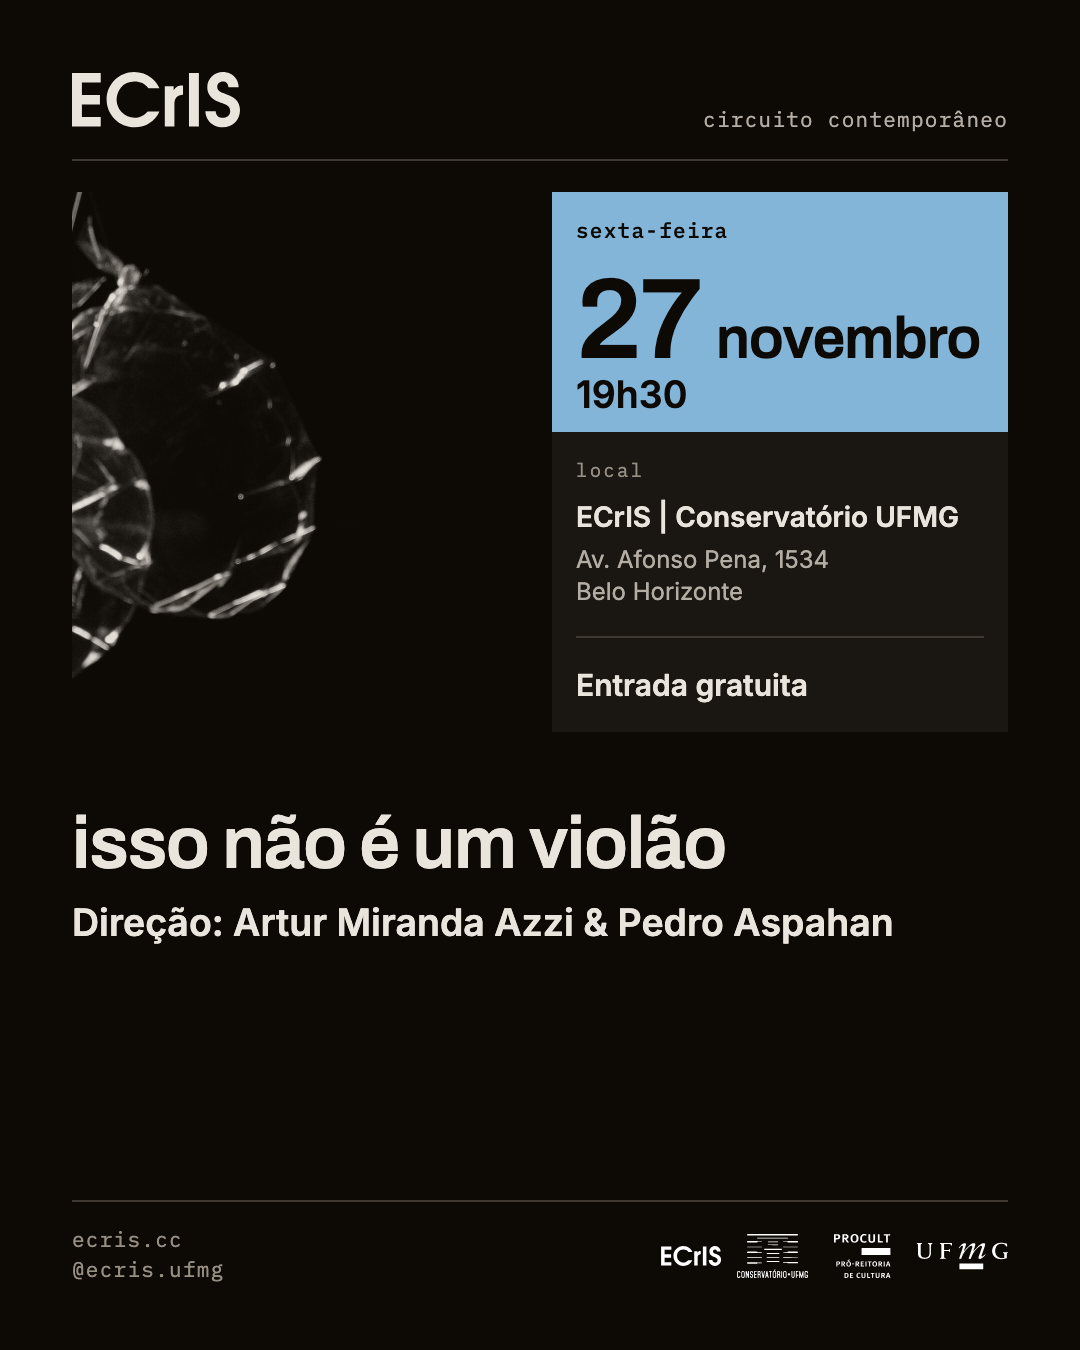 ECrIS
circuito contemporâneo
sexta-feira
27 novembro
19h30
local
ECrIS | Conservatório UFMG
Av. Afonso Pena, 1534
Belo Horizonte
Entrada gratuita
isso não é um violão
Direção: Artur Miranda Azzi & Pedro Aspahan
ecris.cc
@ecris.ufmg
ECrIS
CONSERVATÓRIO•UFMG
PROCULT
PRÓ-REITORIA
DE CULTURA
UFmG